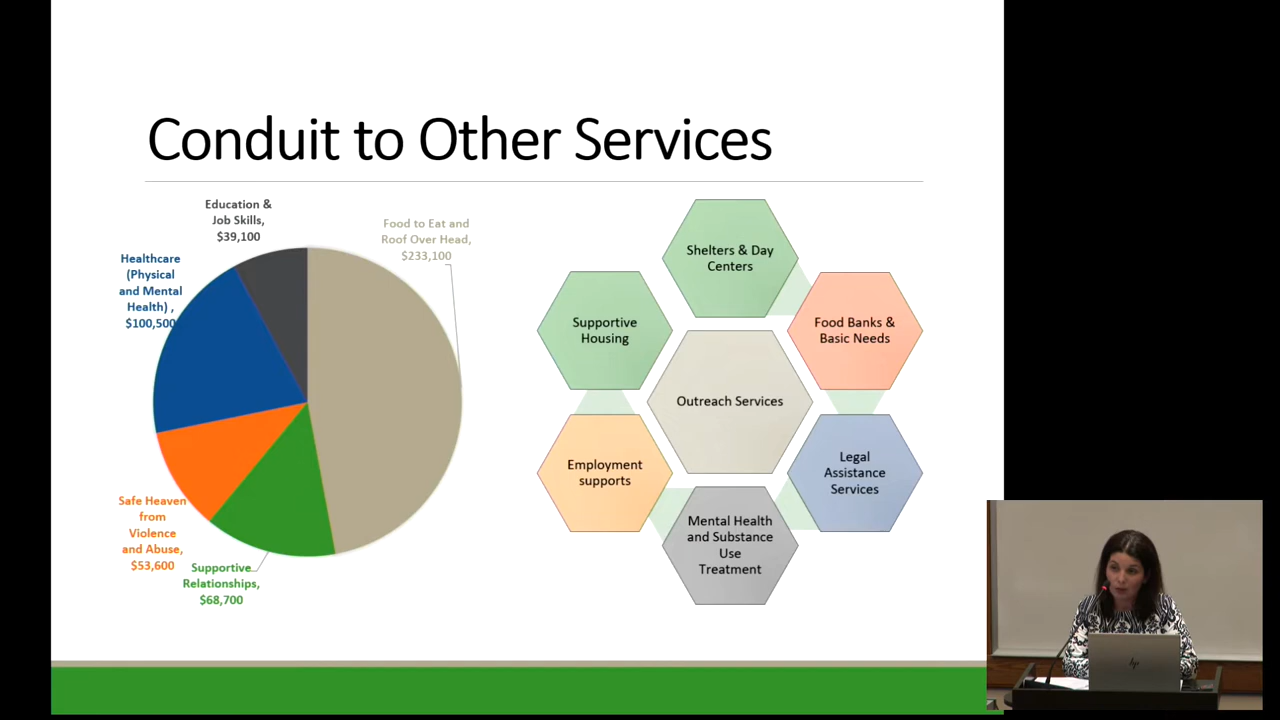 Conduit to Other Services
Education &
Job Skills,
$39,100
Food to Eat and
Roof Over Head,
$233,100
Healthcare
(Physical
and Mental
Health) ,
$100,500
Safe Heaven
from
Violence
and Abuse,
$53,600
Supportive
Relationships,
$68,700
Shelters & Day
Centers
Food Banks &
Basic Needs
Legal
Assistance
Services
Mental Health
and Substance
Use
Treatment
Employment
supports
Supportive
Housing
Outreach Services
hp